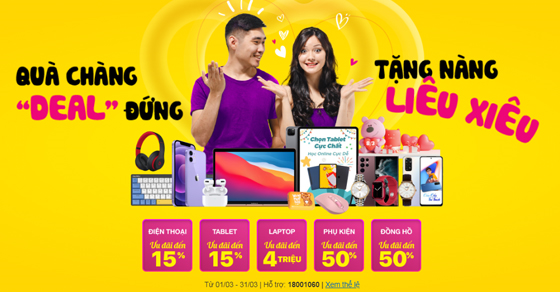 QUÀ CHÀNG
“DEAL” ĐỨNG
TẶNG NÀNG
LIÊU XIÊU
Chọn Tablet
Cực Chất
Học Online Cực Dễ
ĐIỆN THOẠI
Ưu đãi đến
15%
TABLET
Ưu đãi đến
15%
LAPTOP
Ưu đãi đến
4 TRIỆU
PHỤ KIỆN
Ưu đãi đến
50%
ĐỒNG HỒ
Ưu đãi đến
50%
Từ 01/03 - 31/03 | Hỗ trợ: 18001060 | Xem thể lệ